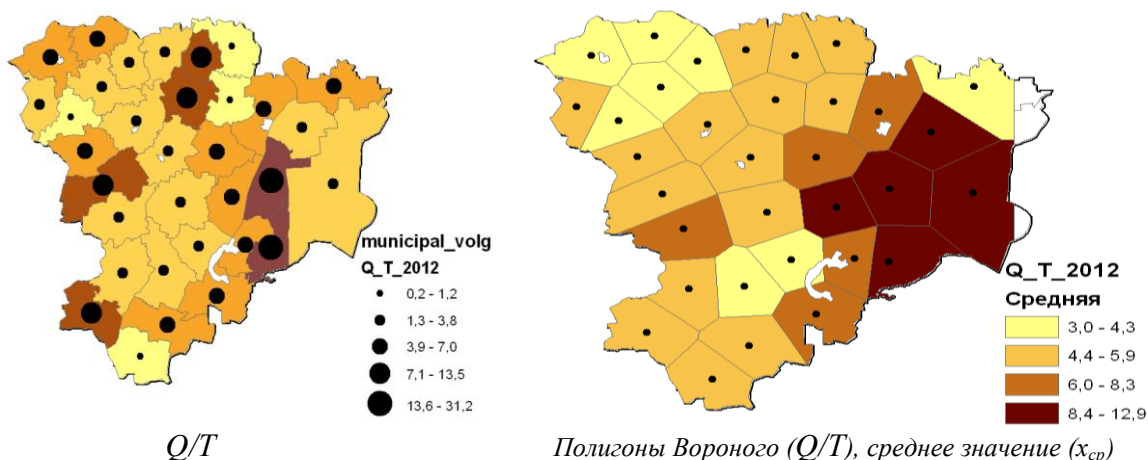 municipal_volg
Q_T_2012
0,2 - 1,2
1,3 - 3,8
3,9 - 7,0
7,1 - 13,5
13,6 - 31,2
Q_T_2012
Средняя
3,0 - 4,3
4,4 - 5,9
6,0 - 8,3
8,4 - 12,9
Q/T
Полигоны Вороного (Q/T), среднее значение (xср)